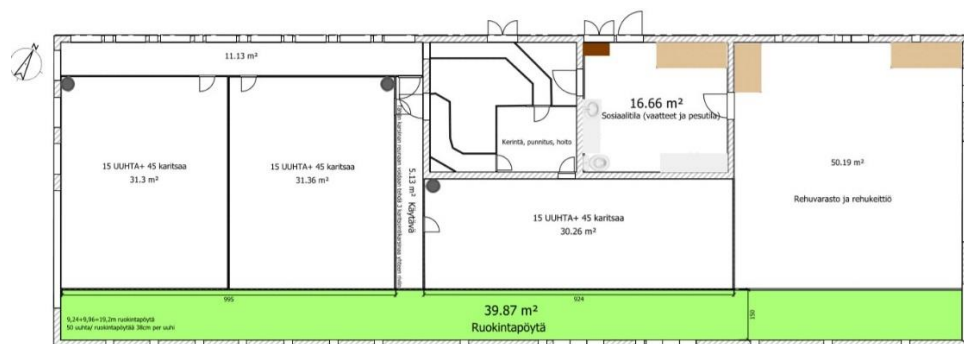 N
11.13 m²
15 UUHTA+ 45 karitsaa
31.3 m²
15 UUHTA+ 45 karitsaa
31.36 m²
5.13 m² Käytävä
Kerintä, punnitus, hoito
16.66 m²
Sosiaalitila (vaatteet ja pesutila)
50.19 m²
Rehuvarasto ja rehukeittiö
15 UUHTA+ 45 karitsaa
30.26 m²
995
924
39.87 m²
Ruokintapöytä
150
9,24+9,96=19,2m ruokintapöytä
50 uuhta/ ruokintapöytää 38cm per uuhi